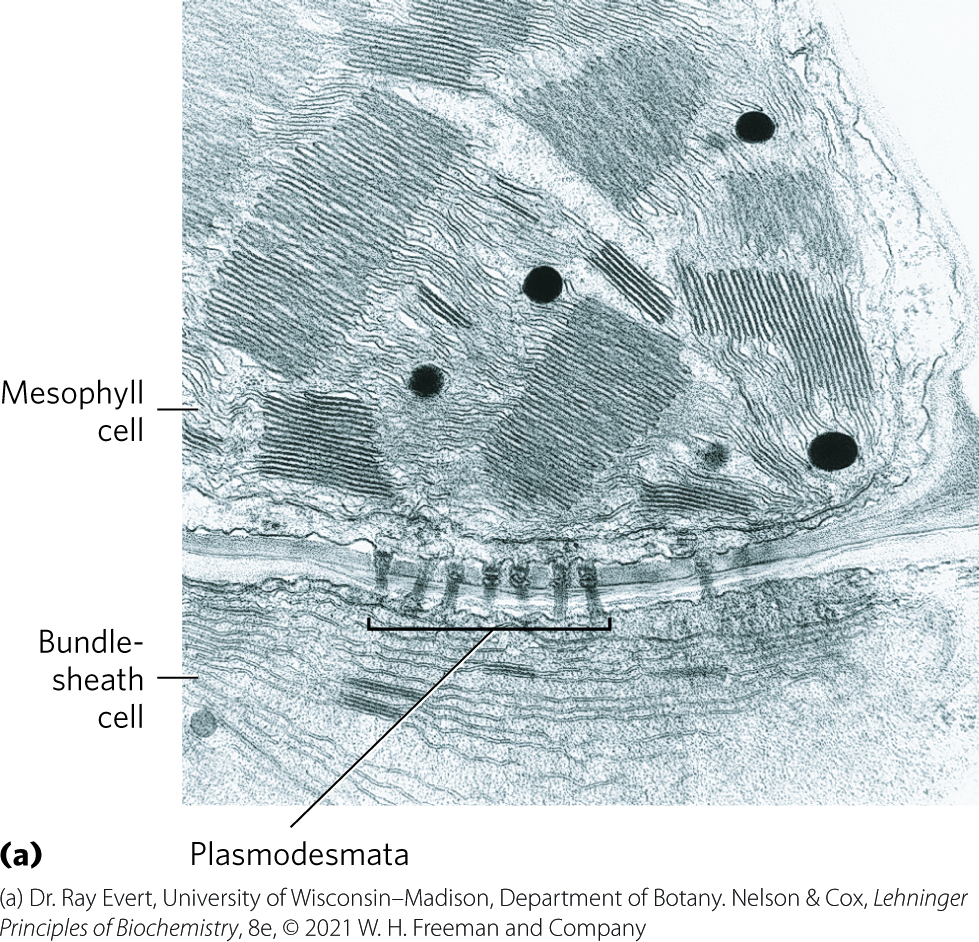 Mesophyll
cell
Bundle-
sheath
cell
Plasmodesmata
(a)
(a) Dr. Ray Evert, University of Wisconsin–Madison, Department of Botany. Nelson & Cox, Lehninger
Principles of Biochemistry, 8e, © 2021 W. H. Freeman and Company